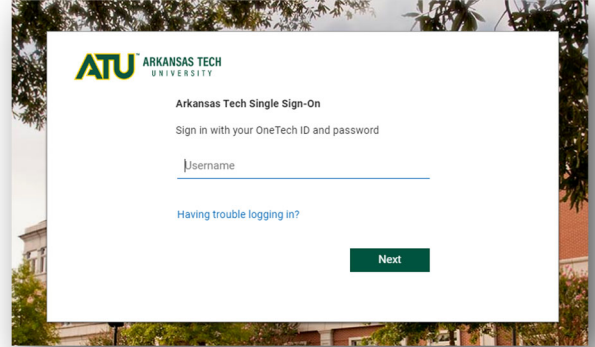 ATU ARKANSAS TECH
UNIVERSITY
Arkansas Tech Single Sign-On
Sign in with your OneTech ID and password
Username
Having trouble logging in?
Next